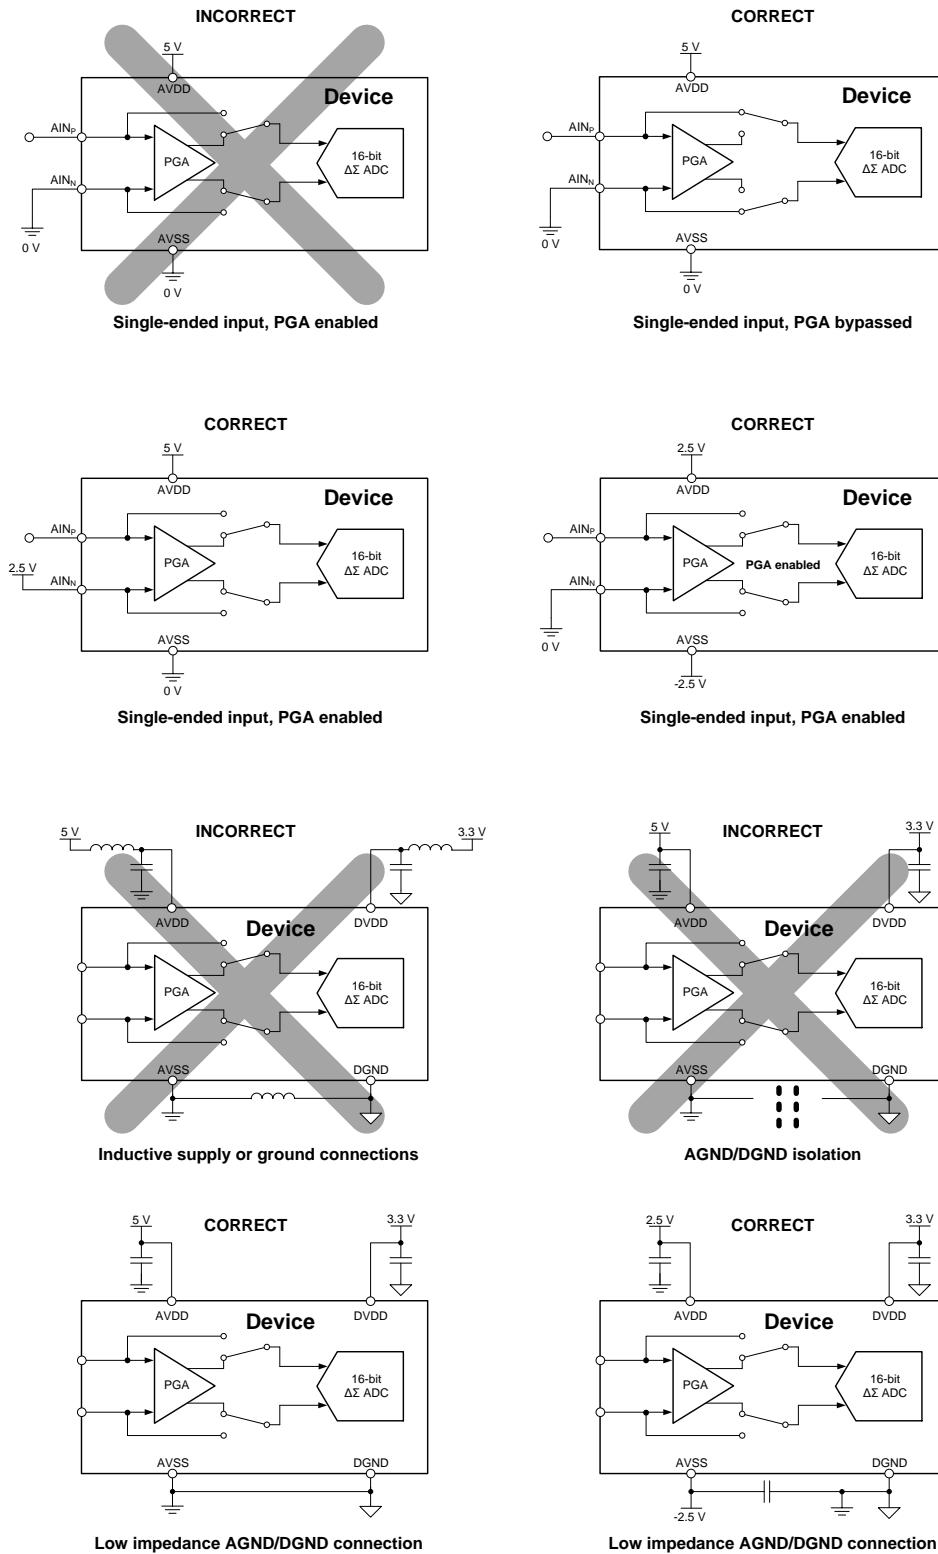 INCORRECT
5 V
AVDD
Device
AINP
PGA
16-bit
ΔΣ ADC
AINN
0 V
AVSS
0 V
Single-ended input, PGA enabled
CORRECT
5 V
AVDD
Device
AINP
PGA
16-bit
ΔΣ ADC
AINN
0 V
AVSS
0 V
Single-ended input, PGA bypassed
CORRECT
5 V
AVDD
Device
AINP
PGA
16-bit
ΔΣ ADC
2.5 V
AINN
AVSS
0 V
Single-ended input, PGA enabled
CORRECT
2.5 V
AVDD
Device
AINP
PGA
PGA enabled
16-bit
ΔΣ ADC
AINN
0 V
AVSS
-2.5 V
Single-ended input, PGA enabled
INCORRECT
5 V
3.3 V
AVDD
DVDD
Device
PGA
16-bit
ΔΣ ADC
AVSS
DGND
Inductive supply or ground connections
INCORRECT
5 V
3.3 V
AVDD
DVDD
Device
PGA
16-bit
ΔΣ ADC
AVSS
DGND
AGND/DGND isolation
CORRECT
5 V
3.3 V
AVDD
DVDD
Device
PGA
16-bit
ΔΣ ADC
AVSS
DGND
Low impedance AGND/DGND connection
CORRECT
2.5 V
3.3 V
AVDD
DVDD
Device
PGA
16-bit
ΔΣ ADC
AVSS
DGND
-2.5 V
Low impedance AGND/DGND connection